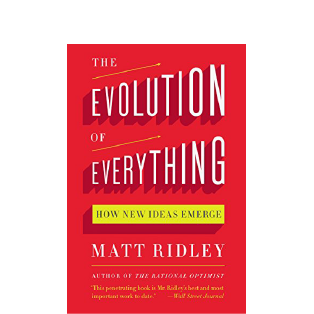 THE
EVOLUTION
OF
EVERYTHING
HOW NEW IDEAS EMERGE
MATT RIDLEY
AUTHOR OF THE RATIONAL OPTIMIST
"This penetrating book is Mr. Ridley's best and most
important work to date." —Wall Street Journal